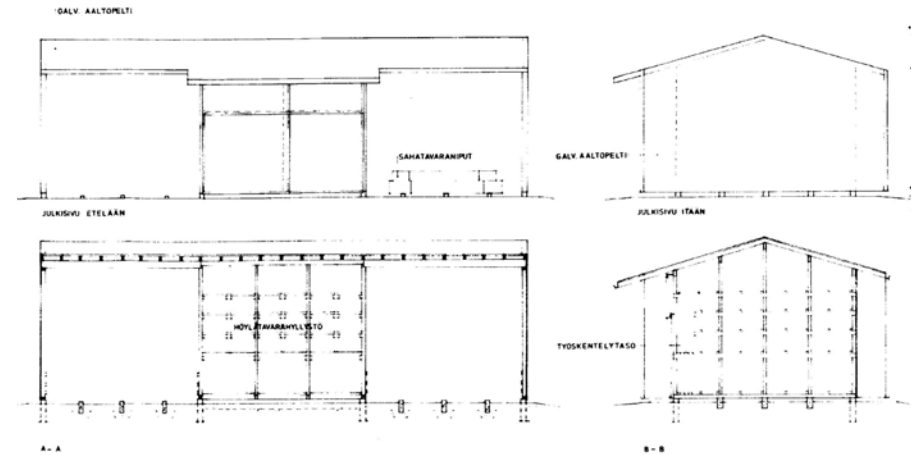 GALV. AALTOPELTI
SAHATAVARANIPUT
GALV. AALTOPELTI
JULKISIVU ETELÄÄN
JULKISIVU ITÄÄN
HÖYLÄTAVARAHYLLYSTÖ
TYÖSKENTELYTASO
A-A
B-B